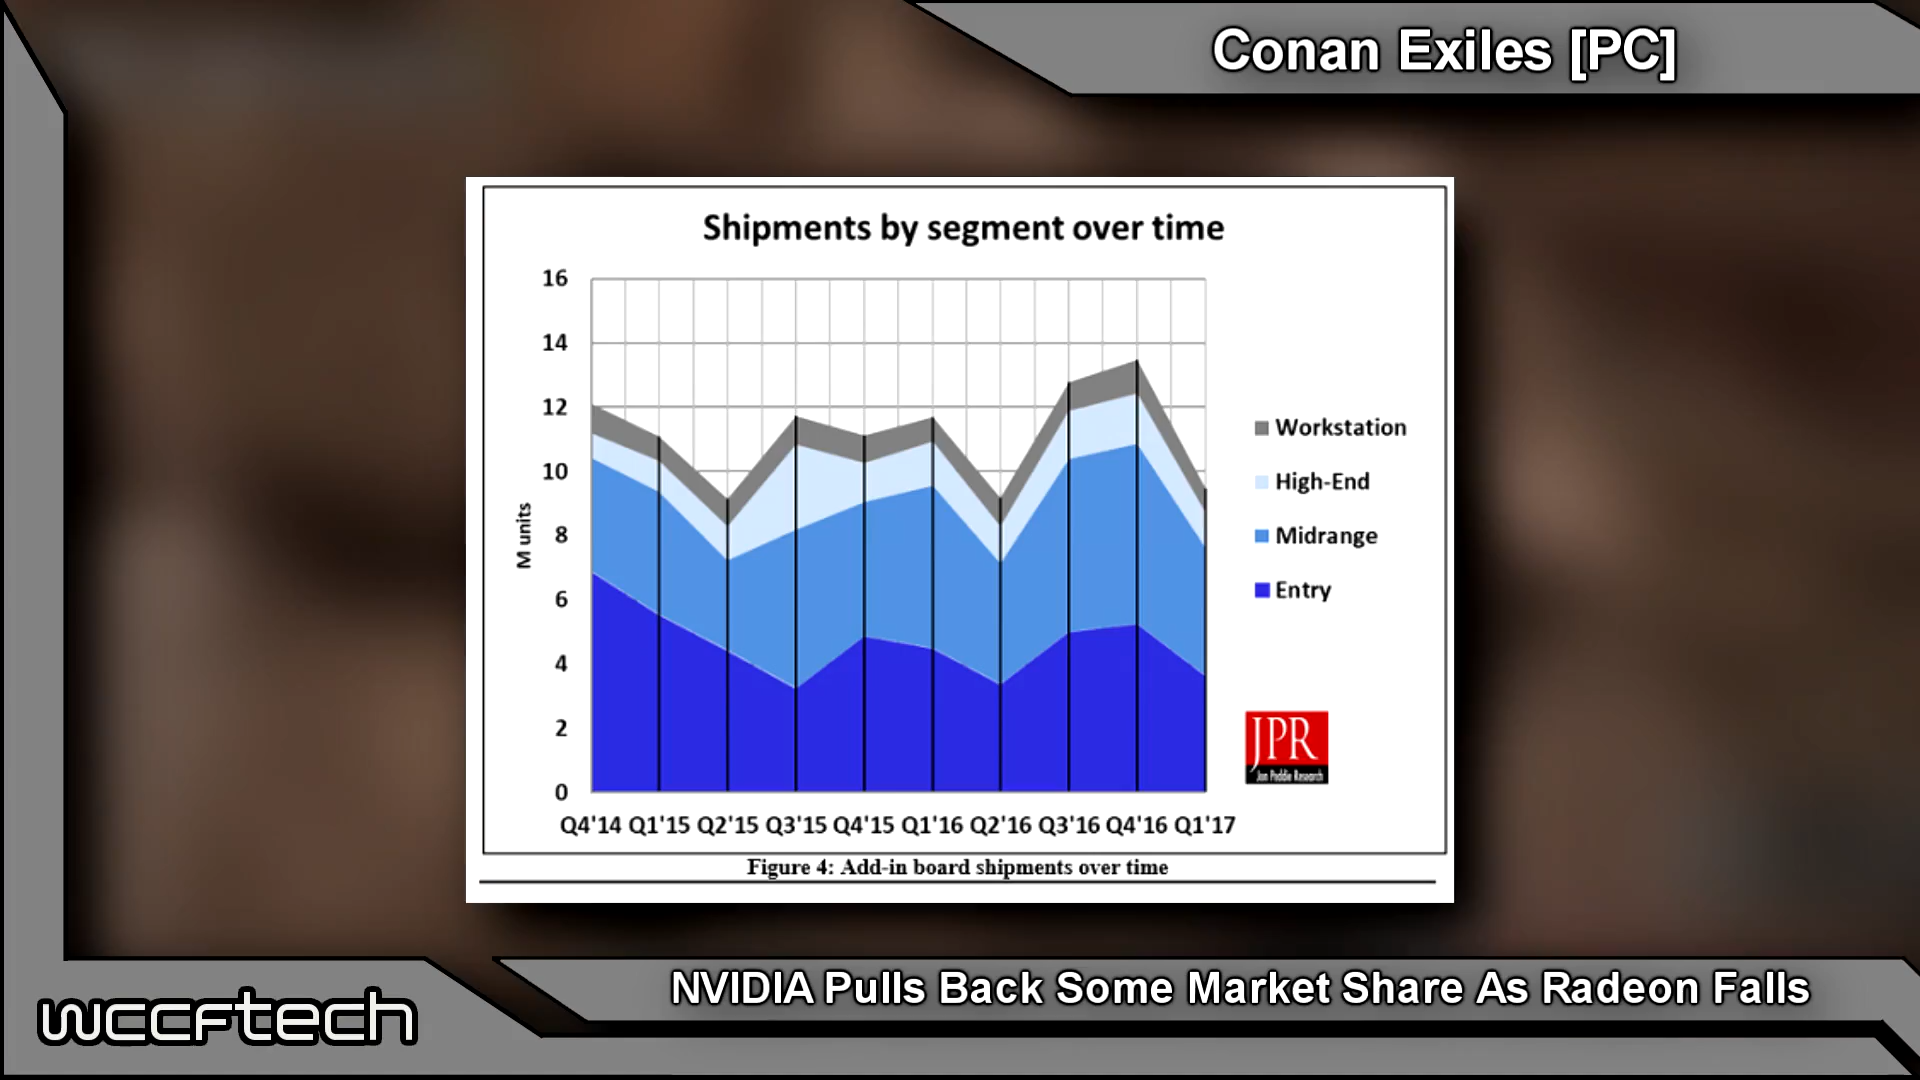 Conan Exiles [PC]
Shipments by segment over time
16
14
12
10
8
6
4
2
0
M units
Workstation
High-End
Midrange
Entry
JPR
Jon Peddie Research
Q4'14 Q1'15 Q2'15 Q3'15 Q4'15 Q1'16 Q2'16 Q3'16 Q4'16 Q1'17
Figure 4: Add-in board shipments over time
NVIDIA Pulls Back Some Market Share As Radeon Falls
wccftech